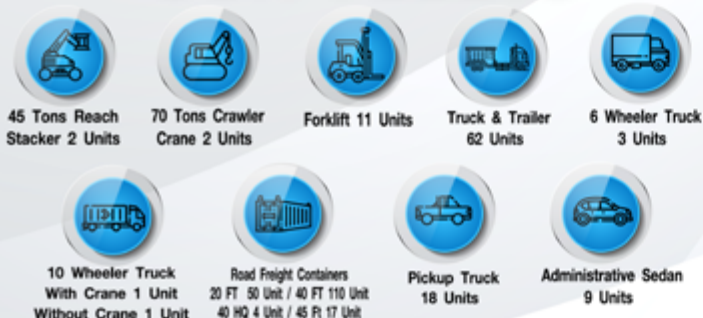 45 Tons Reach
Stacker 2 Units
70 Tons Crawler
Crane 2 Units
Forklift 11 Units
Truck & Trailer
62 Units
6 Wheeler Truck
3 Units
10 Wheeler Truck
With Crane 1 Unit
Without Crane 1 Unit
Road Freight Containers
20 FT 50 Unit / 40 FT 110 Unit
40 HQ 4 Unit / 45 Ft 17 Unit
Pickup Truck
18 Units
Administrative Sedan
9 Units